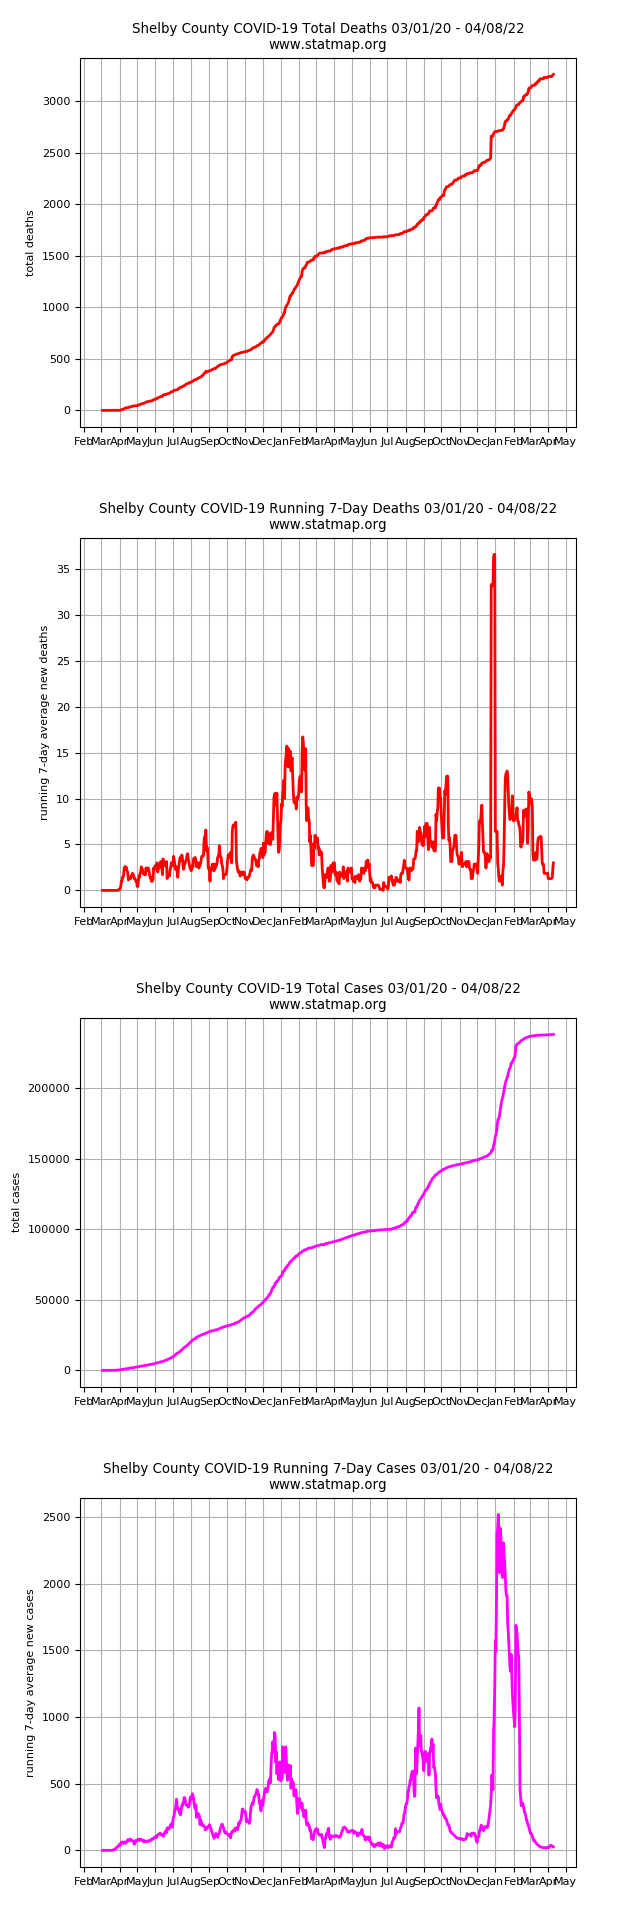 Shelby County COVID-19 Total Deaths 03/01/20 - 04/08/22
www.statmap.org
3000
2500
2000
1500
1000
500
0
total deaths
Feb Mar Apr May Jun Jul Aug Sep Oct Nov Dec Jan Feb Mar Apr May Jun Jul Aug Sep Oct Nov Dec Jan Feb Mar Apr May
Shelby County COVID-19 Running 7-Day Deaths 03/01/20 - 04/08/22
www.statmap.org
35
30
25
20
15
10
5
0
running 7-day average new deaths
Feb Mar Apr May Jun Jul Aug Sep Oct Nov Dec Jan Feb Mar Apr May Jun Jul Aug Sep Oct Nov Dec Jan Feb Mar Apr May
Shelby County COVID-19 Total Cases 03/01/20 - 04/08/22
www.statmap.org
200000
150000
100000
50000
0
total cases
Feb Mar Apr May Jun Jul Aug Sep Oct Nov Dec Jan Feb Mar Apr May Jun Jul Aug Sep Oct Nov Dec Jan Feb Mar Apr May
Shelby County COVID-19 Running 7-Day Cases 03/01/20 - 04/08/22
www.statmap.org
2500
2000
1500
1000
500
0
running 7-day average new cases
Feb Mar Apr May Jun Jul Aug Sep Oct Nov Dec Jan Feb Mar Apr May Jun Jul Aug Sep Oct Nov Dec Jan Feb Mar Apr May